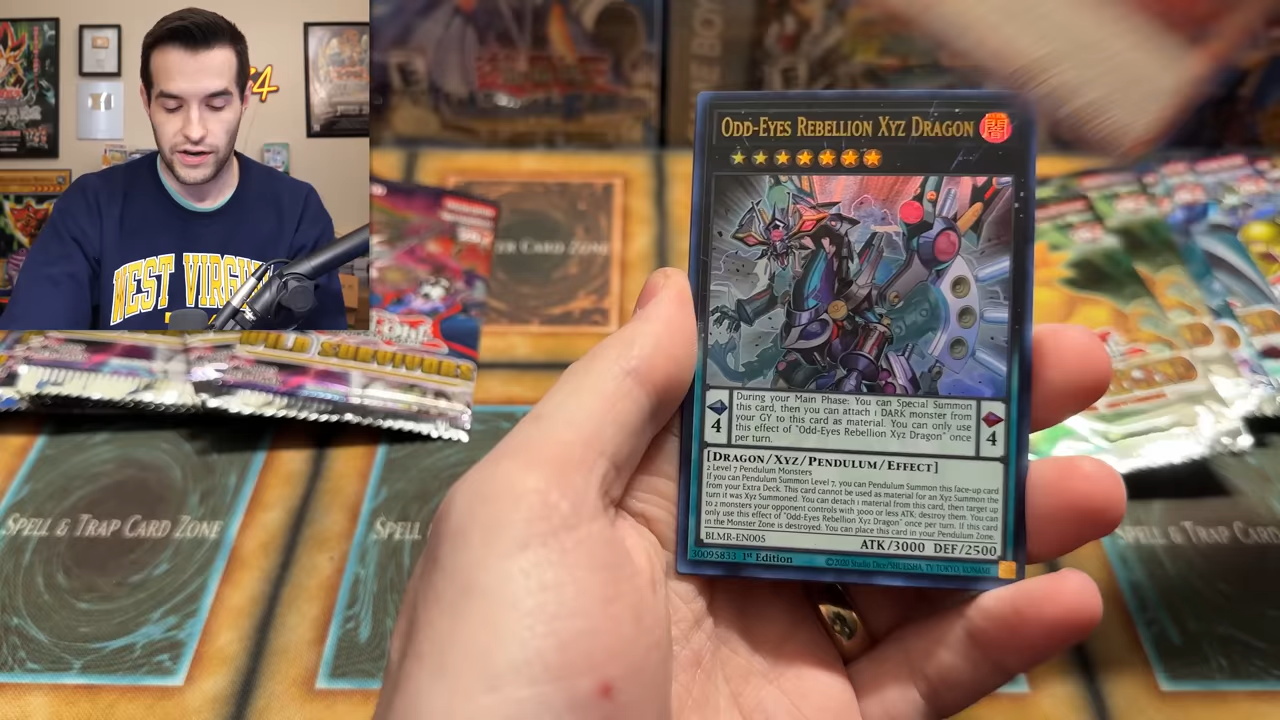 WEST VIRGIN
WILD SURVIVORS
ER CARD ZONE
SPELL & TRAP CARD ZONE
SPELL & TRAP CARD
ODD-EYES REBELLION XYZ DRAGON
闇
4
During your Main Phase: You can Special Summon
this card, then you can attach 1 DARK monster from
your GY to this card as material. You can only use
this effect of "Odd-Eyes Rebellion Xyz Dragon" once
per turn.
4
[DRAGON/XYZ/PENDULUM/EFFECT]
2 Level 7 Pendulum Monsters
If you can Pendulum Summon Level 7, you can Pendulum Summon this face-up card
from your Extra Deck. This card cannot be used as material for an Xyz Summon the
turn it was Xyz Summoned. You can detach 1 material from this card, then target up
to 2 monsters your opponent controls with 3000 or less ATK; destroy them. You can
only use this effect of "Odd-Eyes Rebellion Xyz Dragon" once per turn. If this card
in the Monster Zone is destroyed: You can place this card in your Pendulum Zone.
BLMR-EN005
ATK/3000 DEF/2500
30095833 1st Edition
©2020 Studio Dice/SHUEISHA, TV TOKYO, KONAMI